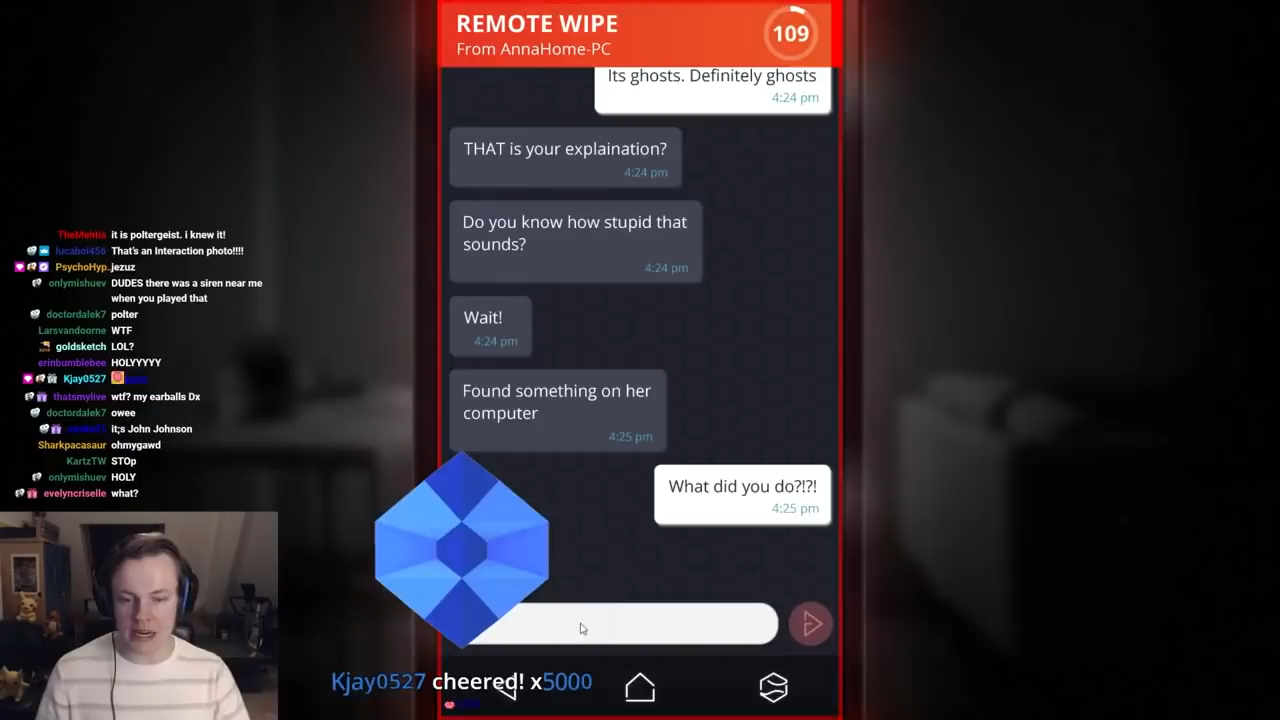 REMOTE WIPE
From AnnaHome-PC
109
Its ghosts. Definitely ghosts
4:24 pm
THAT is your explaination?
4:24 pm
Do you know how stupid that
sounds?
4:24 pm
Wait!
4:24 pm
Found something on her
computer
4:25 pm
What did you do?!?!
4:25 pm
TheMehtis it is poltergeist. i knew it!
lucaboi456 That's an Interaction photo!!!!
PsychoHyp.. jezuz
onlymishuev DUDES there was a siren near me
when you played that
doctordalek7 polter
Larsvandoorne WTF
goldsketch LOL?
erinbumblebee HOLYYYY
Kjay0527
thatsmylive wtf? my earballs Dx
doctordalek7 owee
it;s John Johnson
Sharkpacasaur ohmygawd
KartzTW STOp
onlymishuev HOLY
evelyncriselle what?
Kjay0527 cheered! x5000